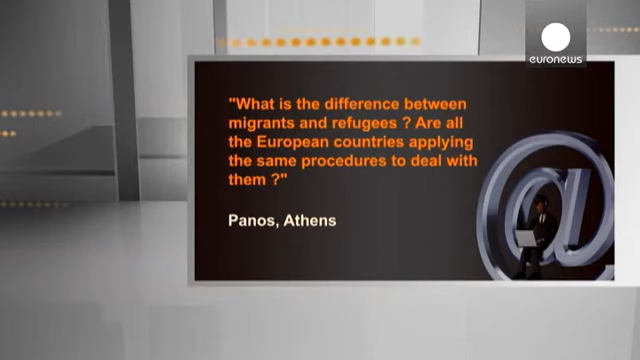 euronews
"What is the difference between
migrants and refugees ? Are all
the European countries applying
the same procedures to deal with
them ?"
Panos, Athens
@